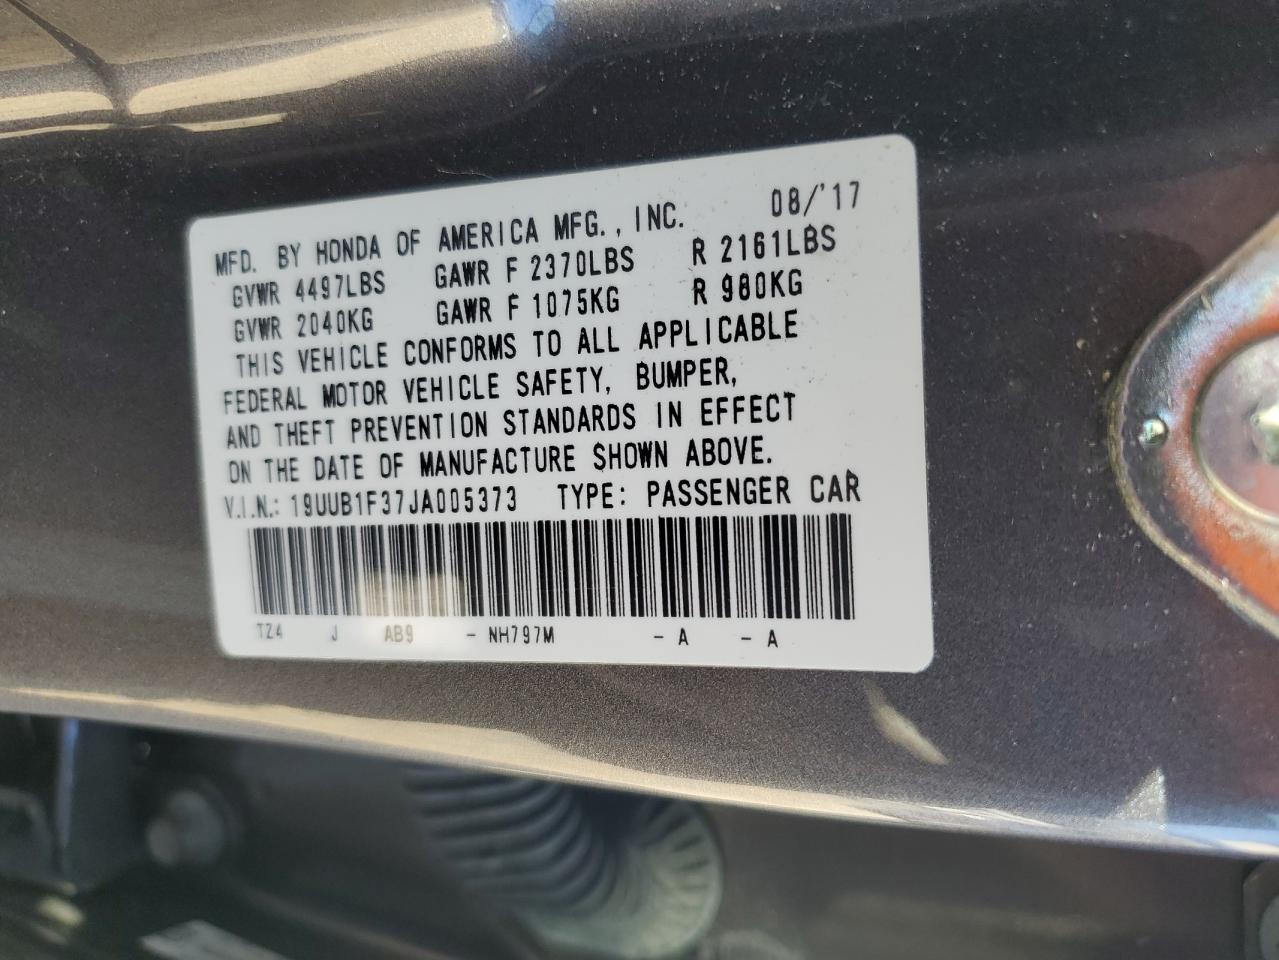 MFD. BY HONDA OF AMERICA MFG., INC. 08/'17
GVWR 4497LBS GAWR F 2370LBS R 2161LBS
GVWR 2040KG GAWR F 1075KG R 980KG
THIS VEHICLE CONFORMS TO ALL APPLICABLE
FEDERAL MOTOR VEHICLE SAFETY, BUMPER,
AND THEFT PREVENTION STANDARDS IN EFFECT
ON THE DATE OF MANUFACTURE SHOWN ABOVE.
V.I.N.: 19UUB1F37JA005373 TYPE: PASSENGER CAR
TZ4 J AB9 - NH797M - A - A